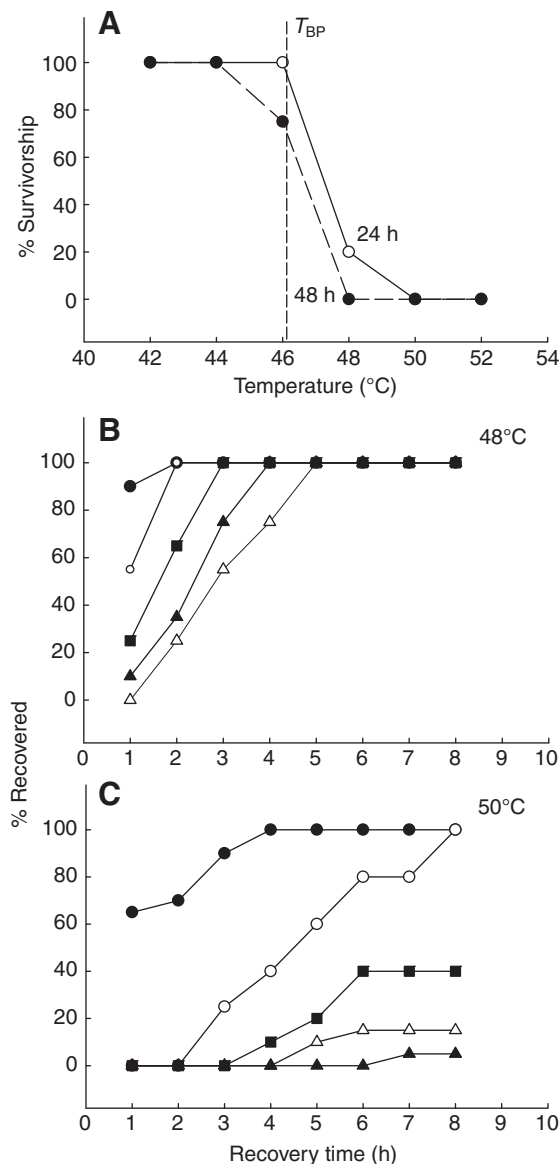 A
T_BP
% Survivorship
100
80
60
40
20
0
24 h
48 h
40 42 44 46 48 50 52 54
Temperature (°C)
B
48°C
100
80
60
40
20
0
0 1 2 3 4 5 6 7 8 9 10
% Recovered
C
50°C
100
80
60
40
20
0
0 1 2 3 4 5 6 7 8 9 10
Recovery time (h)